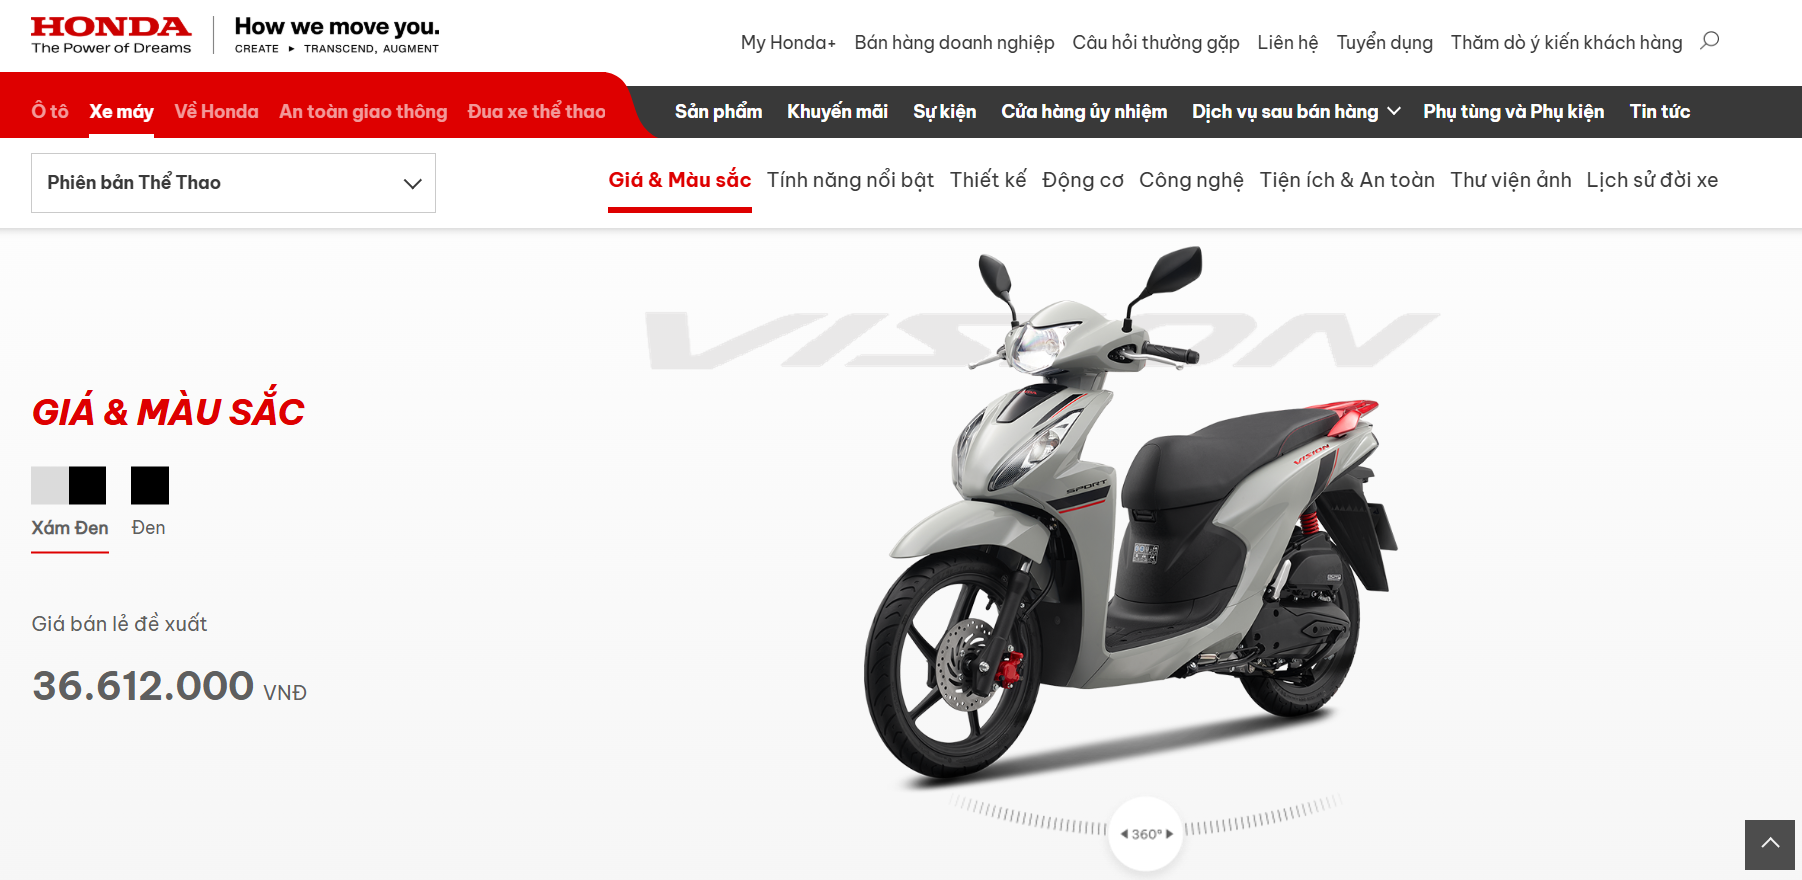 HONDA
The Power of Dreams
How we move you.
CREATE ▶ TRANSCEND, AUGMENT
My Honda+ Bán hàng doanh nghiệp Câu hỏi thường gặp Liên hệ Tuyển dụng Thăm dò ý kiến khách hàng
Ô tô Xe máy Về Honda An toàn giao thông Đua xe thể thao
Sản phẩm Khuyến mãi Sự kiện Cửa hàng ủy nhiệm Dịch vụ sau bán hàng Phụ tùng và Phụ kiện Tin tức
Phiên bản Thể Thao
Giá & Màu sắc Tính năng nổi bật Thiết kế Động cơ Công nghệ Tiện ích & An toàn Thư viện ảnh Lịch sử đời xe
VISION
GIÁ & MÀU SẮC
VISION
SPORT
Xám Đen Đen
Giá bán lẻ đề xuất
36.612.000 VNĐ
◀ 360° ▶